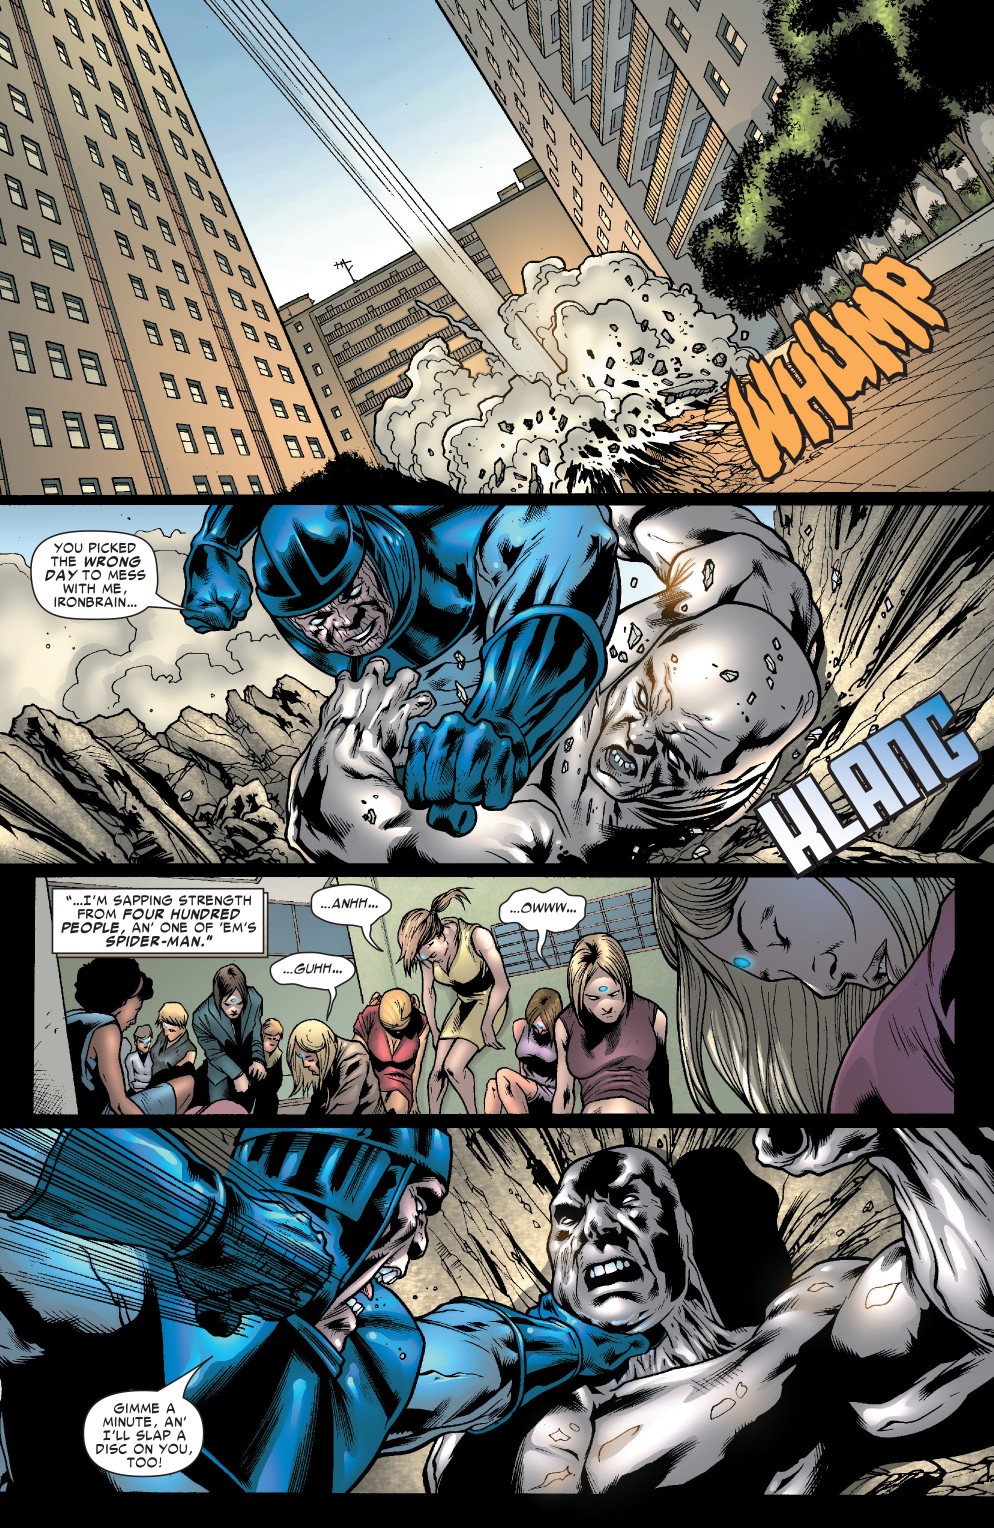 WHUMP
YOU PICKED
THE WRONG
DAY TO MESS
WITH ME,
IRONBRAIN...
KLANG
"...I'M SAPPING STRENGTH
FROM FOUR HUNDRED
PEOPLE, AN' ONE OF 'EM'S
SPIDER-MAN."
...GUHH...
...ANHH...
...OWWW...
GIMME A
MINUTE, AN'
I'LL SLAP A
DISC ON YOU,
TOO!